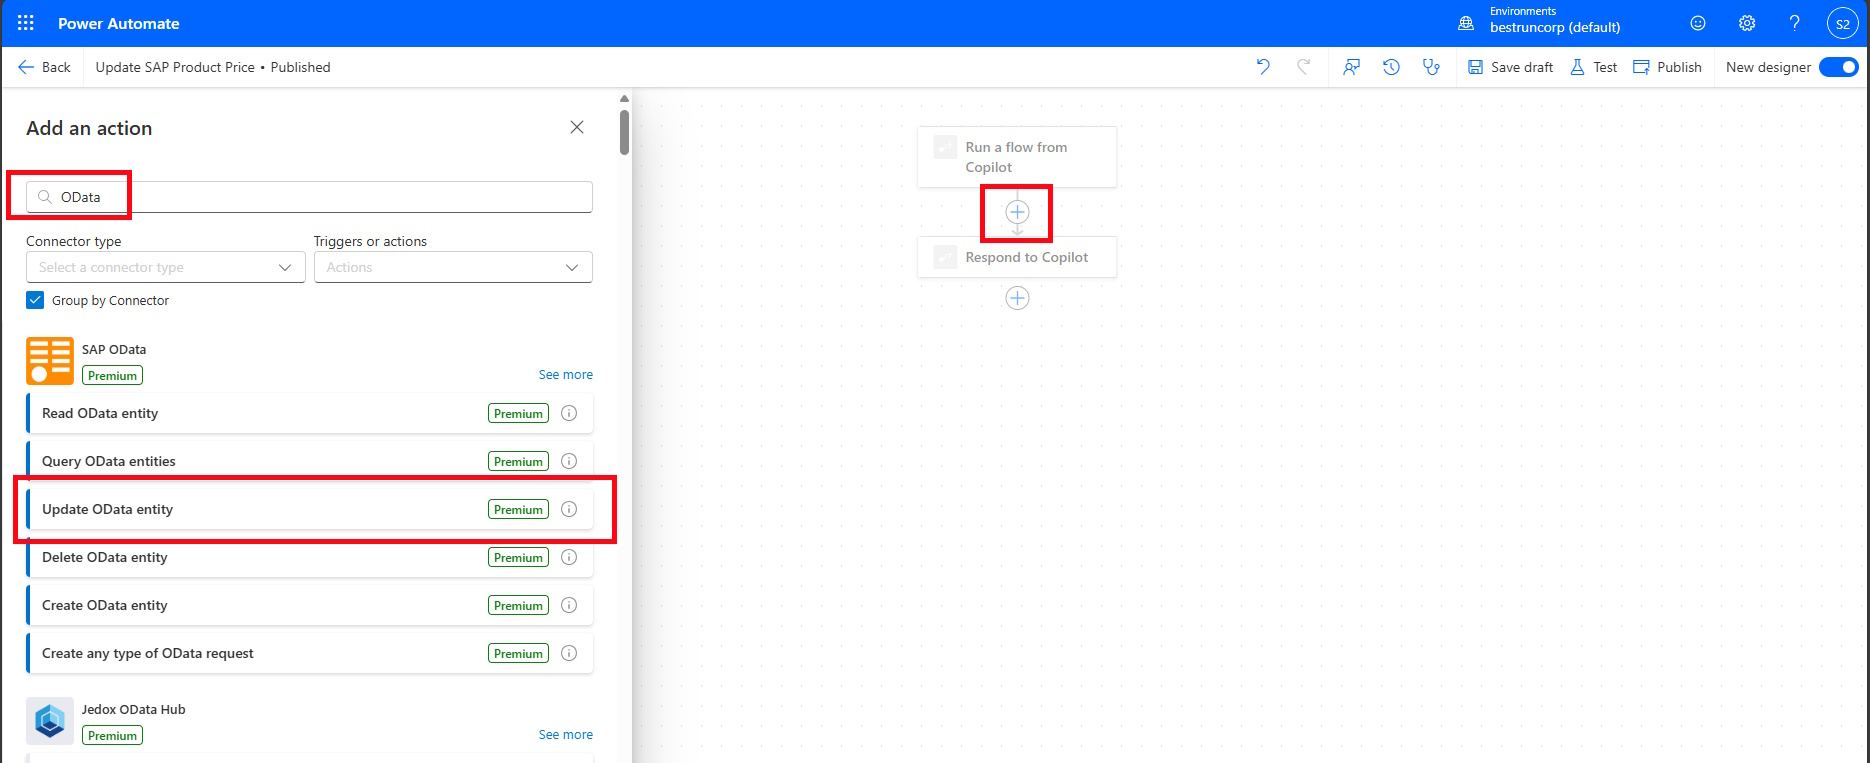 Power Automate
Environments
bestruncorp (default)
S2
Back
Update SAP Product Price • Published
Save draft
Test
Publish
New designer
Add an action
OData
Connector type
Triggers or actions
Select a connector type
Actions
Group by Connector
SAP OData
Premium
See more
Read OData entity
Premium
Query OData entities
Premium
Update OData entity
Premium
Delete OData entity
Premium
Create OData entity
Premium
Create any type of OData request
Premium
Jedox OData Hub
Premium
See more
Run a flow from
Copilot
Respond to Copilot